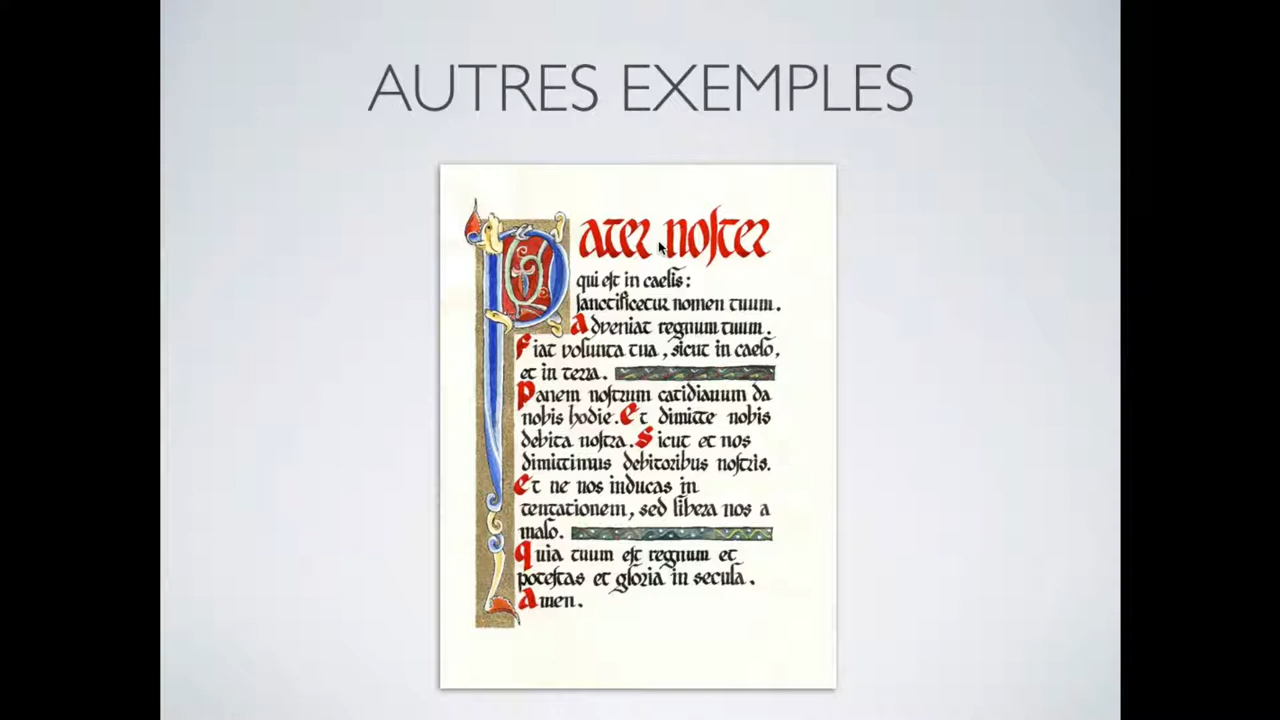 AUTRES EXEMPLES
Pater noster
qui est in caelis:
sanctificetur nomen tuum.
Adveniat regnum tuum.
Fiat volunta tua, sicut in caelo,
et in terra.
Panem nostrum catidianum da
nobis hodie. Et dimitte nobis
debita nostra. Sicut et nos
dimittimus debitoribus nostris.
Et ne nos inducas in
tentationem, sed libera nos a
malo.
Quia tuum est regnum et
potestas et gloria in secula.
Amen.